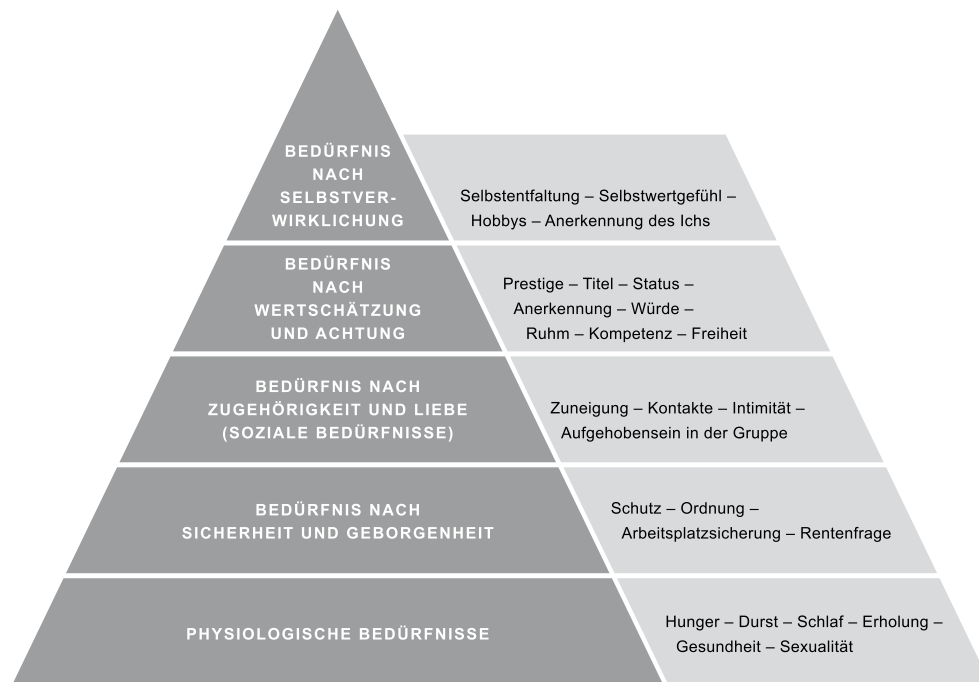 BEDÜRFNIS
NACH
SELBSTVER-
WIRKLICHUNG
Selbstentfaltung – Selbstwertgefühl –
Hobbys – Anerkennung des Ichs
BEDÜRFNIS
NACH
WERTSCHÄTZUNG
UND ACHTUNG
Prestige – Titel – Status –
Anerkennung – Würde –
Ruhm – Kompetenz – Freiheit
BEDÜRFNIS NACH
ZUGEHÖRIGKEIT UND LIEBE
(SOZIALE BEDÜRFNISSE)
Zuneigung – Kontakte – Intimität –
Aufgehobensein in der Gruppe
BEDÜRFNIS NACH
SICHERHEIT UND GEBORGENHEIT
Schutz – Ordnung –
Arbeitsplatzsicherung – Rentenfrage
PHYSIOLOGISCHE BEDÜRFNISSE
Hunger – Durst – Schlaf – Erholung –
Gesundheit – Sexualität